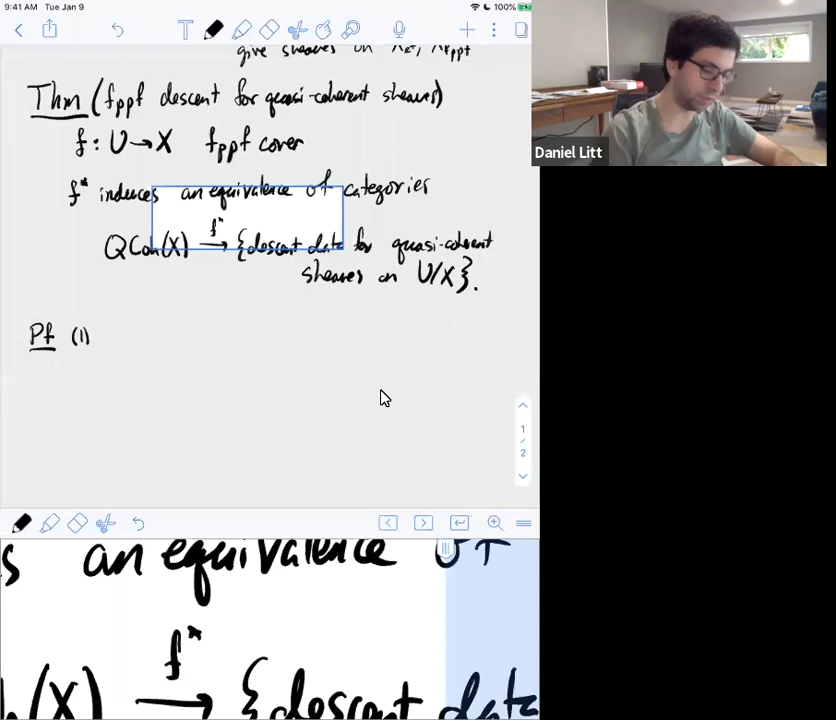 9:41 AM Tue Jan 9
100%
give sheaves on
Thm (fppf descent for quasi-coherent sheaves)
f: U→X fppf cover
f* induces an equivalence of categories
QCoh(X) →f* {descent data for quasi-coherent
sheaves on U/X}.
Pf (1)
1
/
2
s an equivalence of
f*
h(X) → {descent data
Daniel Litt